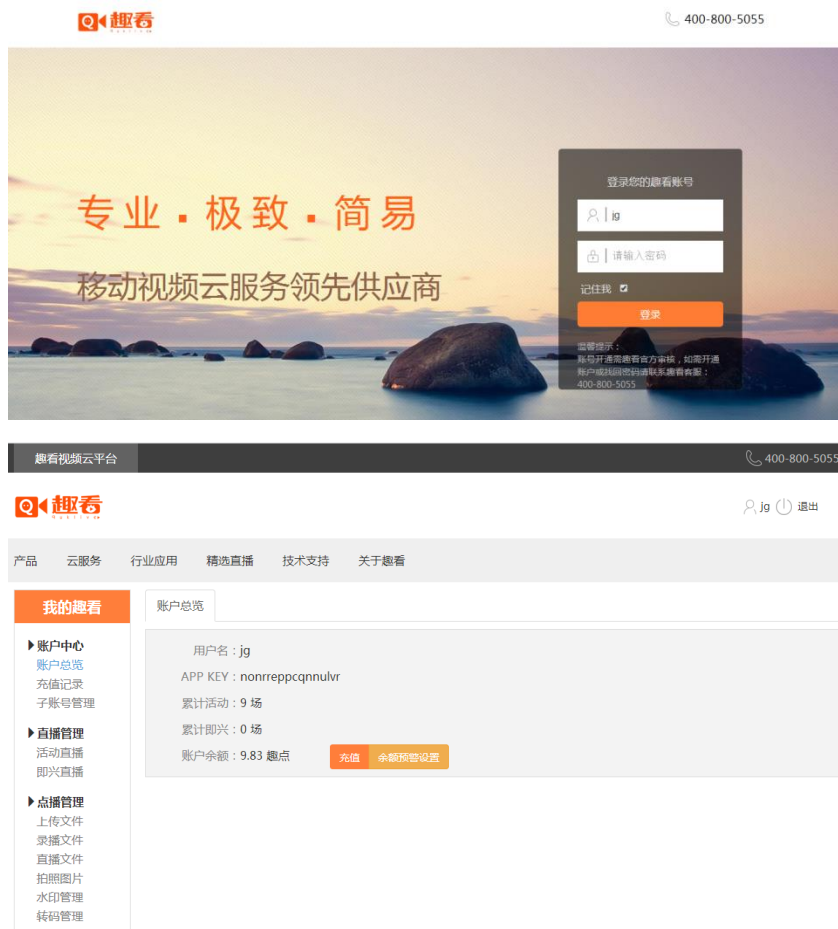 趣看
400-800-5055
专业·极致·简易
移动视频云服务领先供应商
登录您的趣看账号
jg
请输入密码
记住我
登录
温馨提示：
账号开通需趣看官方审核，如需开通
账户或找回密码请联系趣看客服：
400-800-5055
趣看视频云平台
400-800-5055
趣看
jg 退出
产品 云服务 行业应用 精选直播 技术支持 关于趣看
我的趣看
账户总览
账户中心
账户总览
充值记录
子账号管理
直播管理
活动直播
即兴直播
点播管理
上传文件
录播文件
直播文件
拍照图片
水印管理
转码管理
用户名：jg
APP KEY：nonrreppcqnnulvr
累计活动：9 场
累计即兴：0 场
账户余额：9.83 趣点 充值 余额预警设置